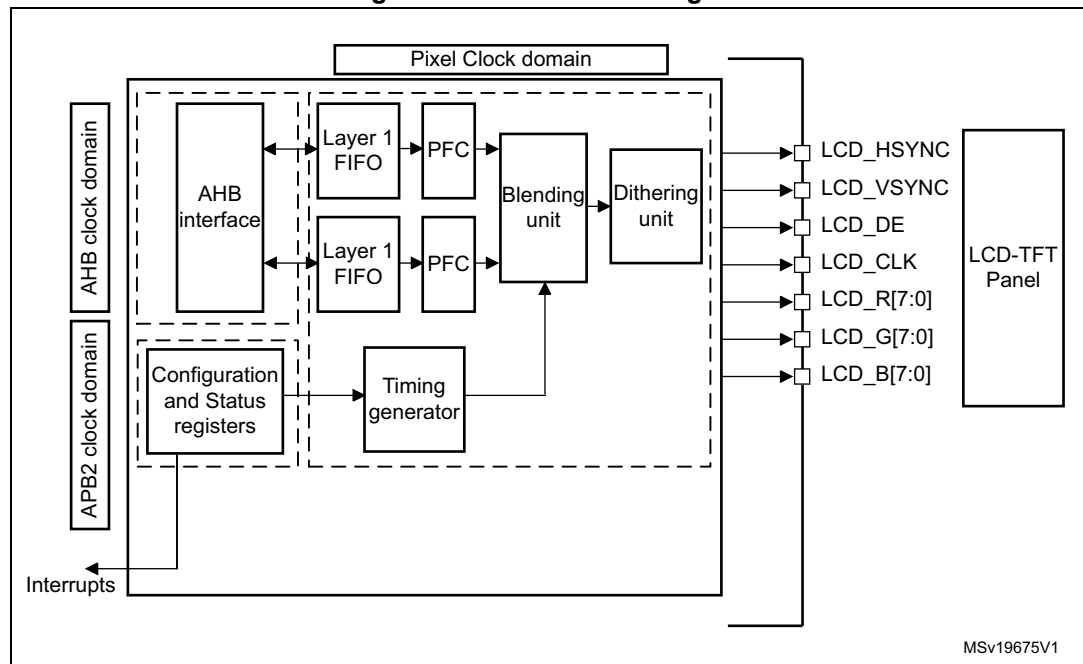 Pixel Clock domain
AHB clock domain
AHB
interface
Layer 1
FIFO
PFC
Layer 1
FIFO
PFC
Blending
unit
Dithering
unit
LCD_HSYNC
LCD_VSYNC
LCD_DE
LCD_CLK
LCD_R[7:0]
LCD_G[7:0]
LCD_B[7:0]
LCD-TFT
Panel
APB2 clock domain
Configuration
and Status
registers
Timing
generator
Interrupts
MSv19675V1